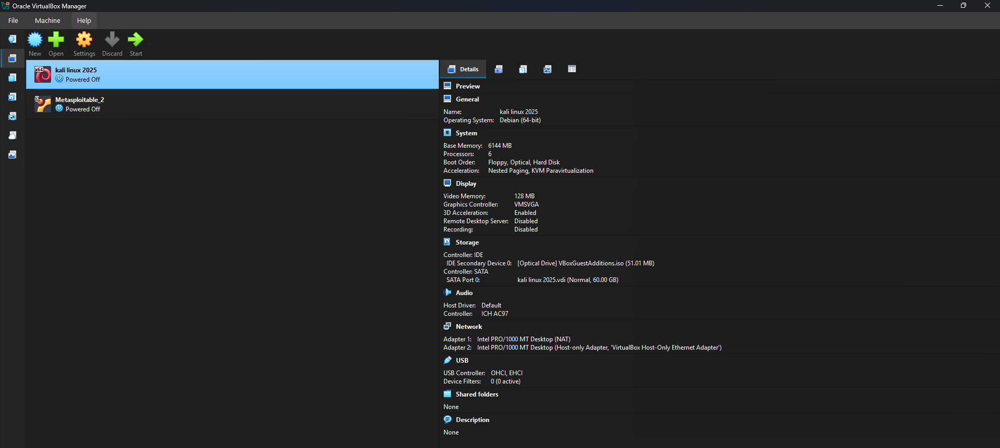 Oracle VirtualBox Manager
File Machine Help
New Open Settings Discard Start
x64
kali linux 2025
Powered Off
32
Metasploitable_2
Powered Off
Details
Preview
General
Name: kali linux 2025
Operating System: Debian (64-bit)
System
Base Memory: 6144 MB
Processors: 6
Boot Order: Floppy, Optical, Hard Disk
Acceleration: Nested Paging, KVM Paravirtualization
Display
Video Memory: 128 MB
Graphics Controller: VMSVGA
3D Acceleration: Enabled
Remote Desktop Server: Disabled
Recording: Disabled
Storage
Controller: IDE
IDE Secondary Device 0: [Optical Drive] VBoxGuestAdditions.iso (51.01 MB)
Controller: SATA
SATA Port 0: kali linux 2025.vdi (Normal, 60.00 GB)
Audio
Host Driver: Default
Controller: ICH AC97
Network
Adapter 1: Intel PRO/1000 MT Desktop (NAT)
Adapter 2: Intel PRO/1000 MT Desktop (Host-only Adapter, 'VirtualBox Host-Only Ethernet Adapter')
USB
USB Controller: OHCI, EHCI
Device Filters: 0 (0 active)
Shared folders
None
Description
None